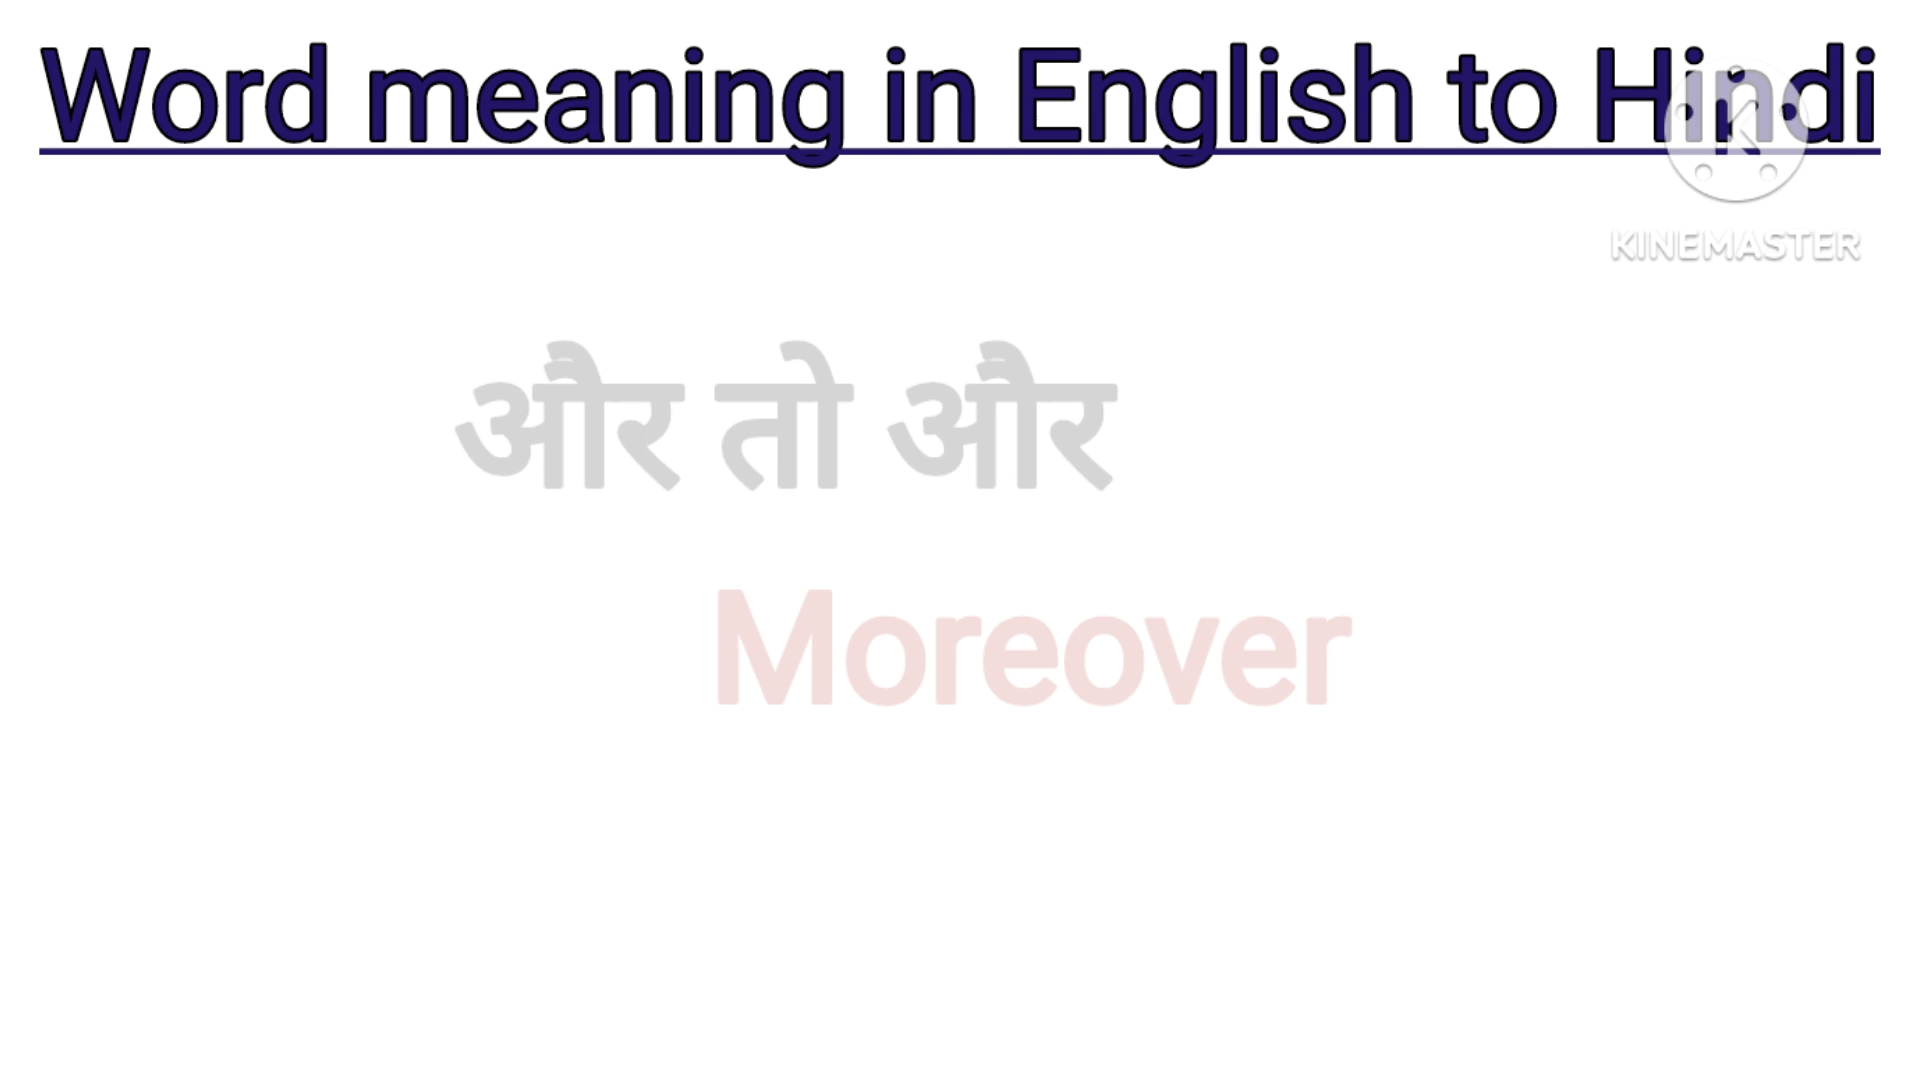 Word meaning in English to Hindi
KINEMASTER
और तो और
Moreover